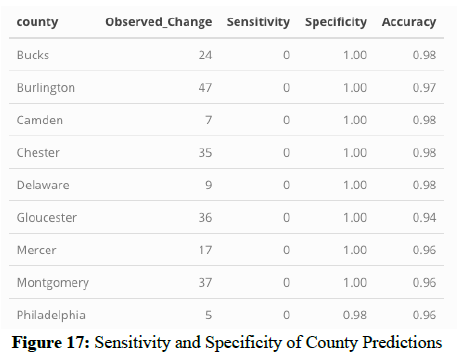 county Observed_Change Sensitivity Specificity Accuracy
Bucks 24 0 1.00 0.98
Burlington 47 0 1.00 0.97
Camden 7 0 1.00 0.98
Chester 35 0 1.00 0.98
Delaware 9 0 1.00 0.98
Gloucester 36 0 1.00 0.94
Mercer 17 0 1.00 0.96
Montgomery 37 0 1.00 0.96
Philadelphia 5 0 0.98 0.96
Figure 17: Sensitivity and Specificity of County Predictions